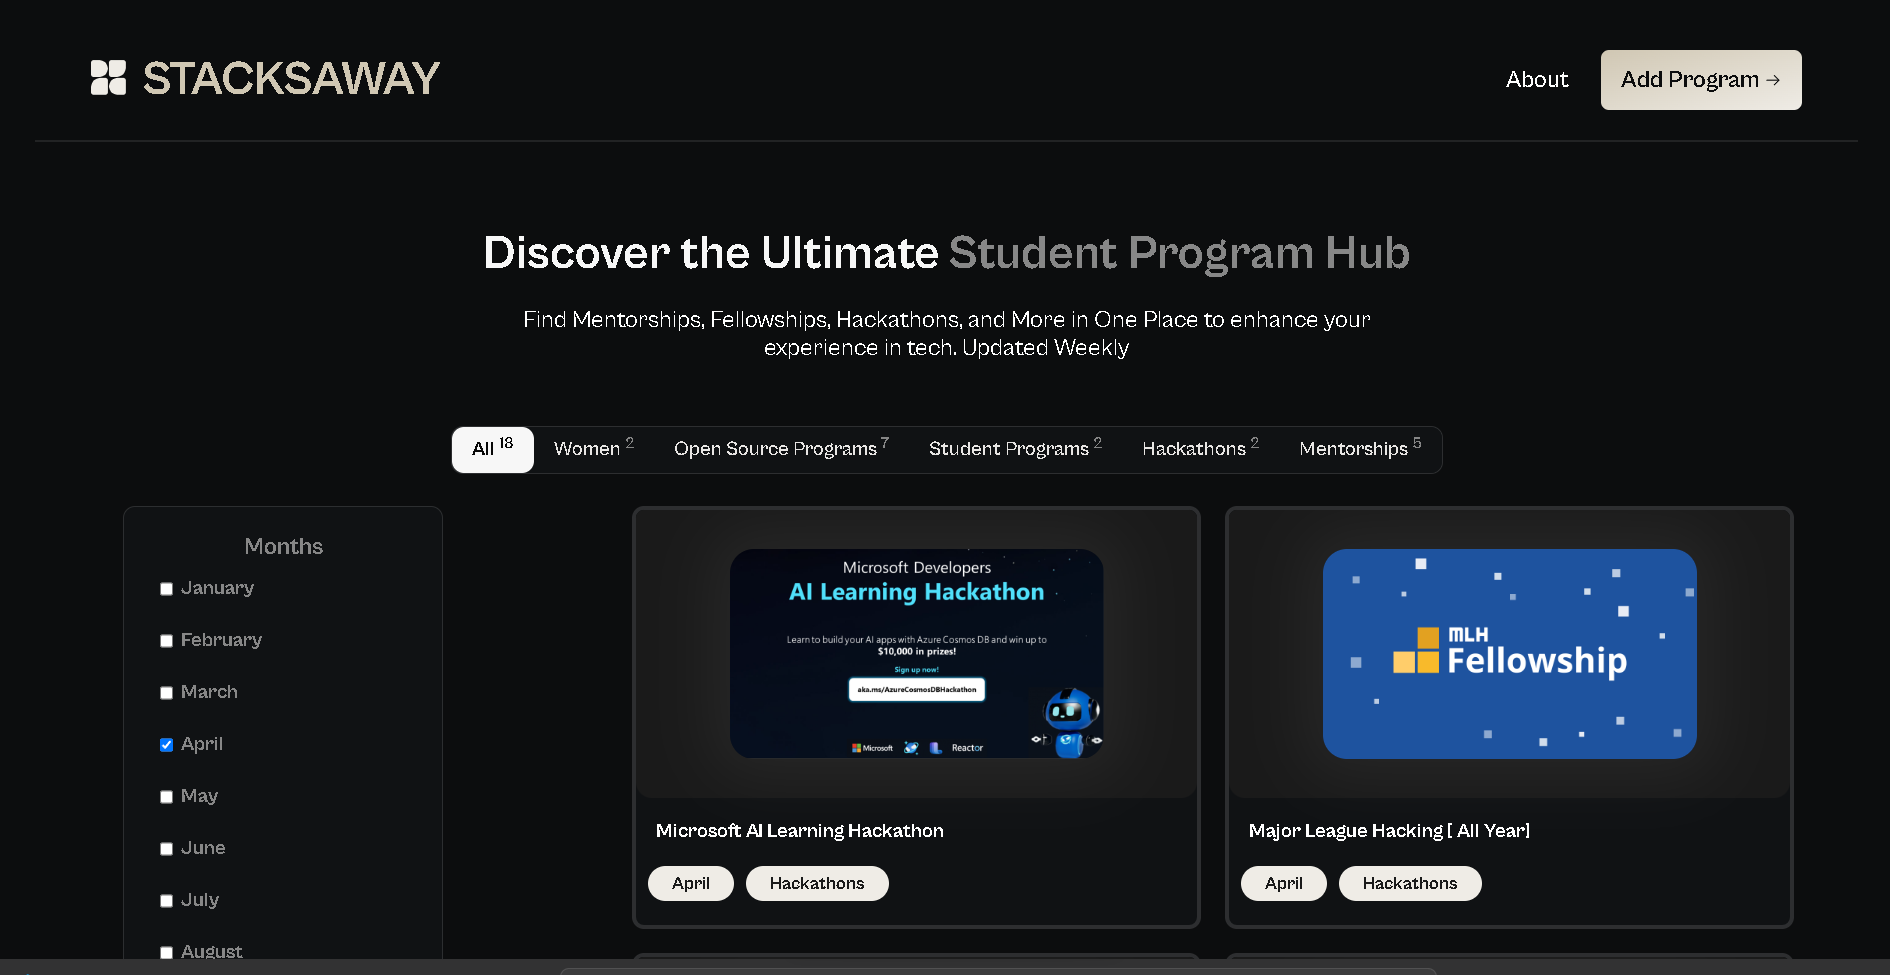 STACKSAWAY
About
Add Program →
Discover the Ultimate Student Program Hub
Find Mentorships, Fellowships, Hackathons, and More in One Place to enhance your
experience in tech. Updated Weekly
All 18
Women 2
Open Source Programs 7
Student Programs 2
Hackathons 2
Mentorships 5
Months
January
February
March
April
May
June
July
August
Microsoft Developers
AI Learning Hackathon
Learn to build your AI apps with Azure Cosmos DB and win up to
$10,000 in prizes!
Sign up now!
aka.ms/AzureCosmosDBHackathon
Microsoft
Reactor
Microsoft AI Learning Hackathon
April
Hackathons
MLH
Fellowship
Major League Hacking [ All Year]
April
Hackathons